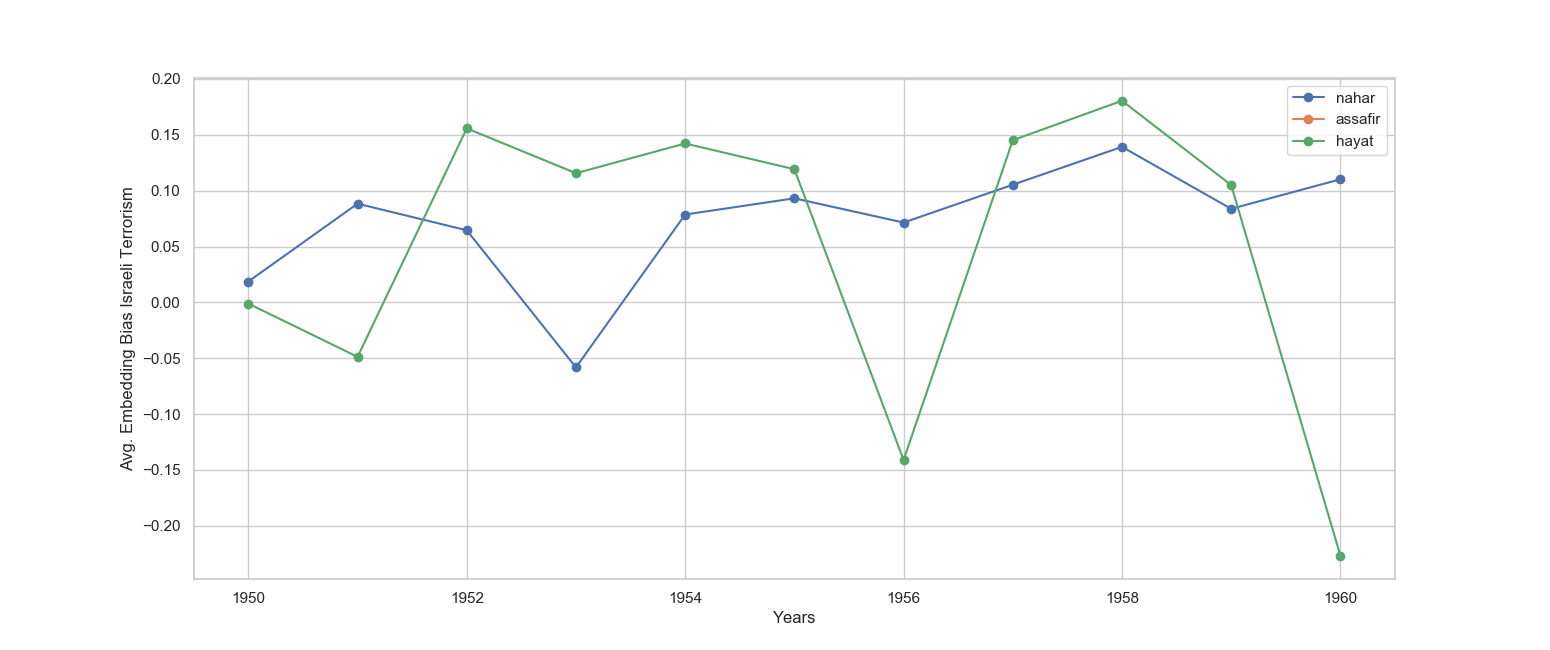 0.20
0.15
0.10
0.05
0.00
−0.05
−0.10
−0.15
−0.20
Avg. Embedding Bias Israeli Terrorism
nahar
assafir
hayat
1950 1952 1954 1956 1958 1960
Years